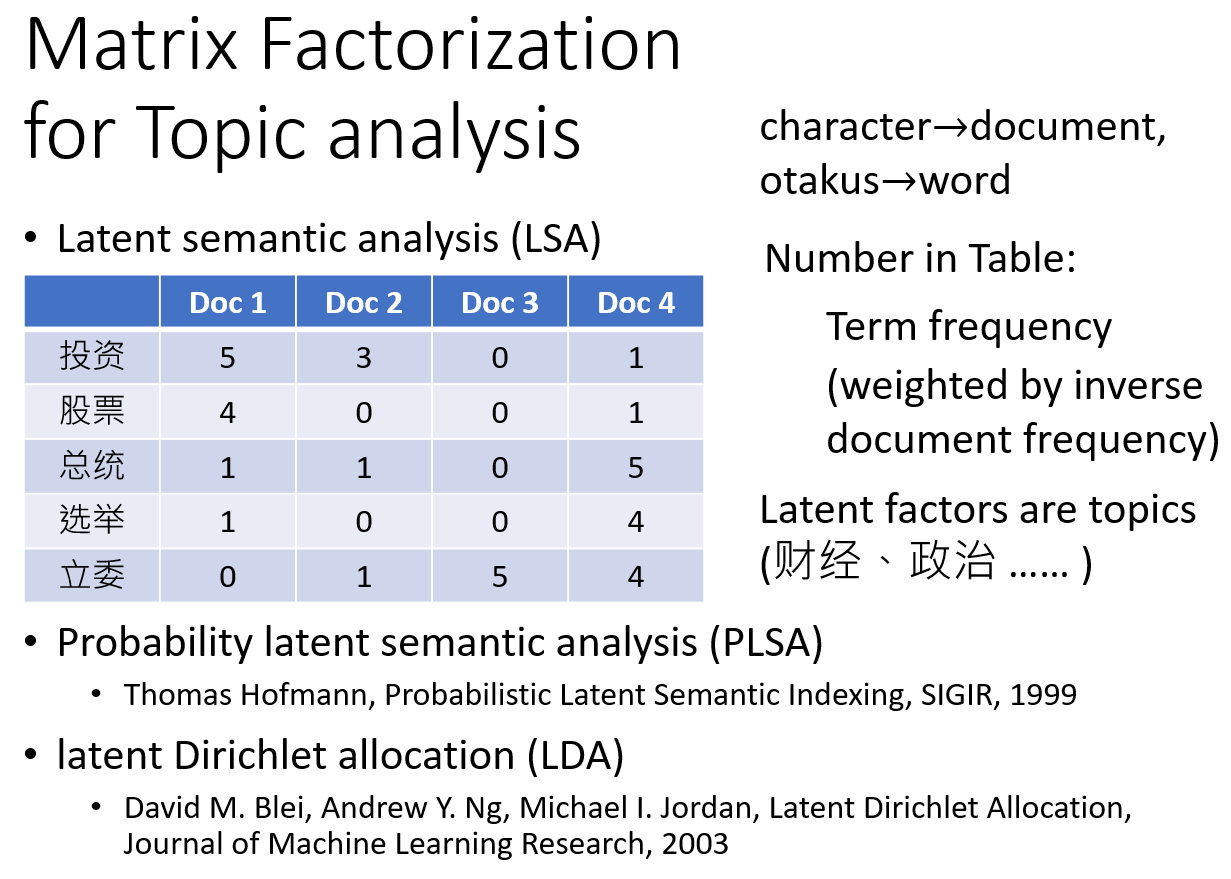 Matrix Factorization
for Topic analysis
character→document,
otakus→word
• Latent semantic analysis (LSA)
Number in Table:
Term frequency
(weighted by inverse
document frequency)
Latent factors are topics
(财经、政治 …… )
Doc 1 Doc 2 Doc 3 Doc 4
投资 5 3 0 1
股票 4 0 0 1
总统 1 1 0 5
选举 1 0 0 4
立委 0 1 5 4
• Probability latent semantic analysis (PLSA)
• Thomas Hofmann, Probabilistic Latent Semantic Indexing, SIGIR, 1999
• latent Dirichlet allocation (LDA)
• David M. Blei, Andrew Y. Ng, Michael I. Jordan, Latent Dirichlet Allocation,
Journal of Machine Learning Research, 2003